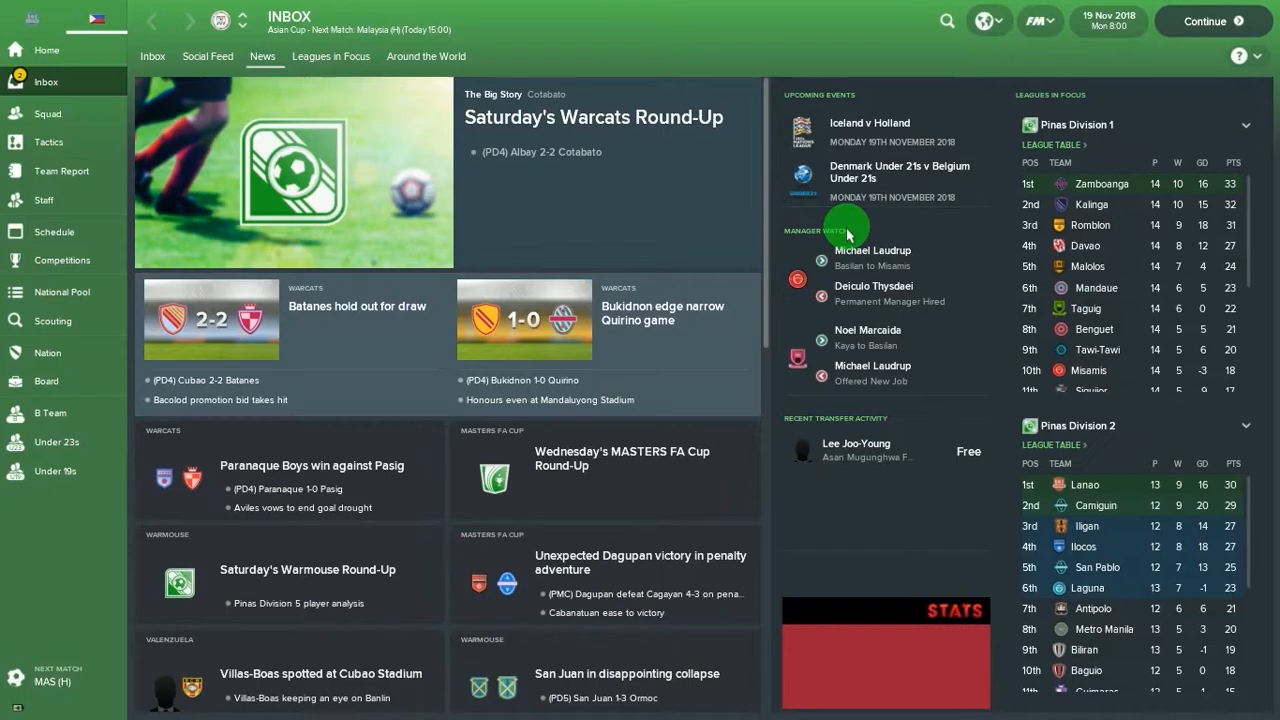 INBOX
Asian Cup - Next Match: Malaysia (H) (Today 15:00)
FM
19 Nov 2018
Mon 8:00
Continue
Inbox
Social Feed
News
Leagues in Focus
Around the World
?
Home
2
Inbox
Squad
Tactics
Team Report
Staff
Schedule
Competitions
National Pool
Scouting
Nation
Board
B Team
Under 23s
Under 19s
NEXT MATCH
MAS (H)
The Big Story Cotabato
Saturday's Warcats Round-Up
(PD4) Albay 2-2 Cotabato
2-2
WARCATS
Batanes hold out for draw
(PD4) Cubao 2-2 Batanes
Bacolod promotion bid takes hit
1-0
WARCATS
Bukidnon edge narrow
Quirino game
(PD4) Bukidnon 1-0 Quirino
Honours even at Mandaluyong Stadium
WARCATS
Paranaque Boys win against Pasig
(PD4) Paranaque 1-0 Pasig
Aviles vows to end goal drought
MASTERS FA CUP
Wednesday's MASTERS FA Cup
Round-Up
WARMOUSE
Saturday's Warmouse Round-Up
Pinas Division 5 player analysis
MASTERS FA CUP
Unexpected Dagupan victory in penalty
adventure
(PMC) Dagupan defeat Cagayan 4-3 on pena...
Cabanatuan ease to victory
VALENZUELA
Villas-Boas spotted at Cubao Stadium
Villas-Boas keeping an eye on Banlin
WARMOUSE
San Juan in disappointing collapse
(PD5) San Juan 1-3 Ormoc
UPCOMING EVENTS
Iceland v Holland
MONDAY 19TH NOVEMBER 2018
Denmark Under 21s v Belgium
Under 21s
MONDAY 19TH NOVEMBER 2018
MANAGER WATCH
Michael Laudrup
Basilan to Misamis
Deiculo Thysdaei
Permanent Manager Hired
Noel Marcaida
Kaya to Basilan
Michael Laudrup
Offered New Job
RECENT TRANSFER ACTIVITY
Lee Joo-Young
Asan Mugunghwa F...
Free
STATS
LEAGUES IN FOCUS
Pinas Division 1
LEAGUE TABLE >
POS TEAM P W GD PTS
1st Zamboanga 14 10 16 33
2nd Kalinga 14 10 15 32
3rd Romblon 14 9 18 31
4th Davao 14 8 12 27
5th Malolos 14 7 4 24
6th Mandaue 14 6 5 23
7th Taguig 14 6 0 22
8th Benguet 14 5 5 21
9th Tawi-Tawi 14 5 6 20
10th Misamis 14 5 -3 18
Pinas Division 2
LEAGUE TABLE >
POS TEAM P W GD PTS
1st Lanao 13 9 16 30
2nd Camiguin 12 9 20 29
3rd Iligan 12 8 14 27
4th Ilocos 12 8 18 27
5th San Pablo 12 7 13 25
6th Laguna 13 7 -1 23
7th Antipolo 12 6 6 21
8th Metro Manila 13 5 3 20
9th Biliran 13 5 -1 19
10th Baguio 12 5 0 18